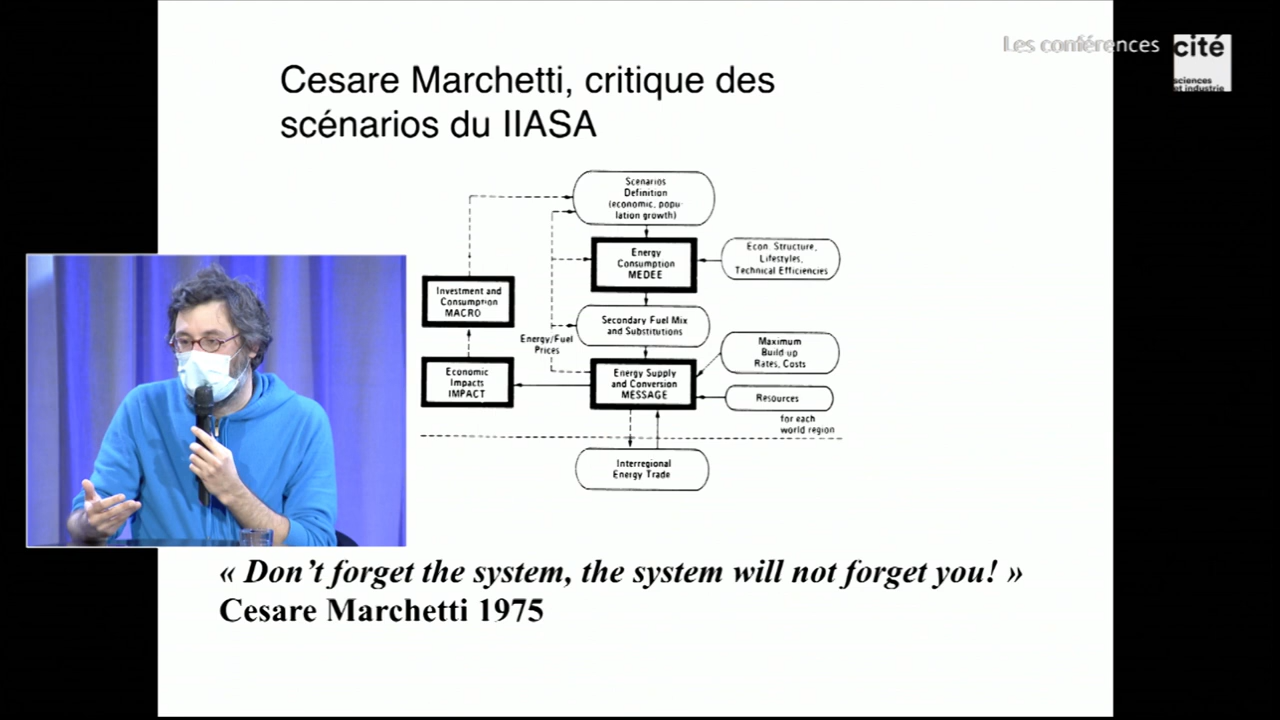 Les conférences
cité
sciences
et industrie
Cesare Marchetti, critique des
scénarios du IIASA
Scenarios
Definition
(economic, popu-
lation growth)
Energy
Consumption
MEDEE
Econ. Structure,
Lifestyles,
Technical Efficiencies
Investment and
Consumption
MACRO
Secondary Fuel Mix
and Substitutions
Energy/Fuel
Prices
Maximum
Build up
Rates, Costs
Economic
Impacts
IMPACT
Energy Supply
and Conversion
MESSAGE
Resources
for each
world region
Interregional
Energy Trade
« Don't forget the system, the system will not forget you! »
Cesare Marchetti 1975